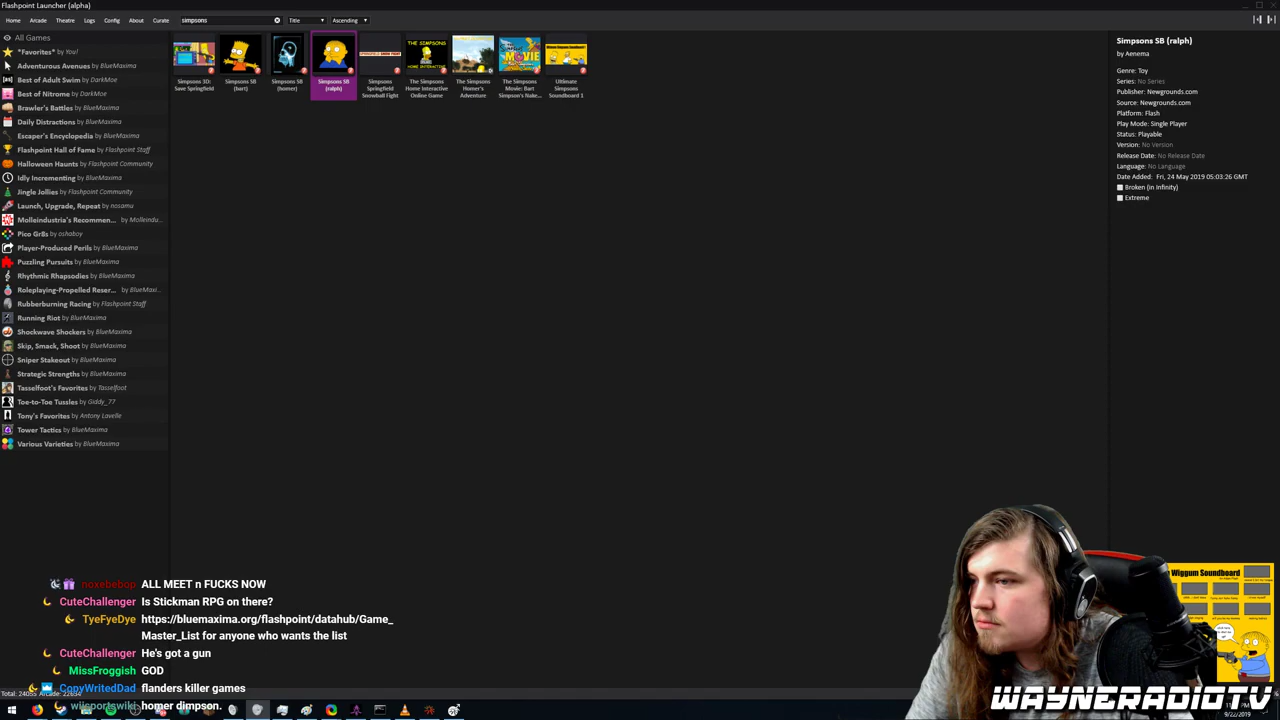 Flashpoint Launcher (alpha)
Home Arcade Theatre Logs Config About Curate simpsons Title Ascending
All Games
*Favorites* by You!
Adventurous Avenues by BlueMaxima
Best of Adult Swim by DarkMoe
Best of Nitrome by DarkMoe
Brawler's Battles by BlueMaxima
Daily Distractions by BlueMaxima
Escaper's Encyclopedia by BlueMaxima
Flashpoint Hall of Fame by Flashpoint Staff
Halloween Haunts by Flashpoint Community
Idly Incrementing by BlueMaxima
Jingle Jollies by Flashpoint Community
Launch, Upgrade, Repeat by nosama
Molleindustria's Recommen... by Molleindu...
Pico Gr8s by oshaboy
Player-Produced Perils by BlueMaxima
Puzzling Pursuits by BlueMaxima
Rhythmic Rhapsodies by BlueMaxima
Roleplaying-Propelled Reser... by BlueMaxi...
Rubberburning Racing by Flashpoint Staff
Running Riot by BlueMaxima
Shockwave Shockers by BlueMaxima
Skip, Smack, Shoot by BlueMaxima
Sniper Stakeout by BlueMaxima
Strategic Strengths by BlueMaxima
Tasselfoot's Favorites by Tasselfoot
Toe-to-Toe Tussles by Giddy_77
Tony's Favorites by Antony Lavelle
Tower Tactics by BlueMaxima
Various Varieties by BlueMaxima
Simpsons 3D:
Save Springfield
Simpsons SB
(bart)
Simpsons SB
(homer)
Simpsons SB
(ralph)
Simpsons
Springfield
Snowball Fight
THE SIMPSONS
HOME INTERACTIVE
The Simpsons
Home Interactive
Online Game
The Simpsons
Homer's
Adventure
MOVIE
The Simpsons
Movie: Bart
Simpson's Nake...
Ultimate
Simpsons
Soundboard 1
Simpsons SB (ralph)
by Aenema
Genre: Toy
Series: No Series
Publisher: Newgrounds.com
Source: Newgrounds.com
Platform: Flash
Play Mode: Single Player
Status: Playable
Version: No Version
Release Date: No Release Date
Language: No Language
Date Added: Fri, 24 May 2019 05:03:26 GMT
Broken (in Infinity)
Extreme
noxebebop ALL MEET n FUCKS NOW
CuteChallenger Is Stickman RPG on there?
TyeFyeDye https://bluemaxima.org/flashpoint/datahub/Game_
Master_List for anyone who wants the list
CuteChallenger He's got a gun
MissFroggish GOD
CopyWritedDad flanders killer games
wiisportswiki homer dimpson.
Wiggum Soundboard
WAYNERADIOTV
9/22/2019